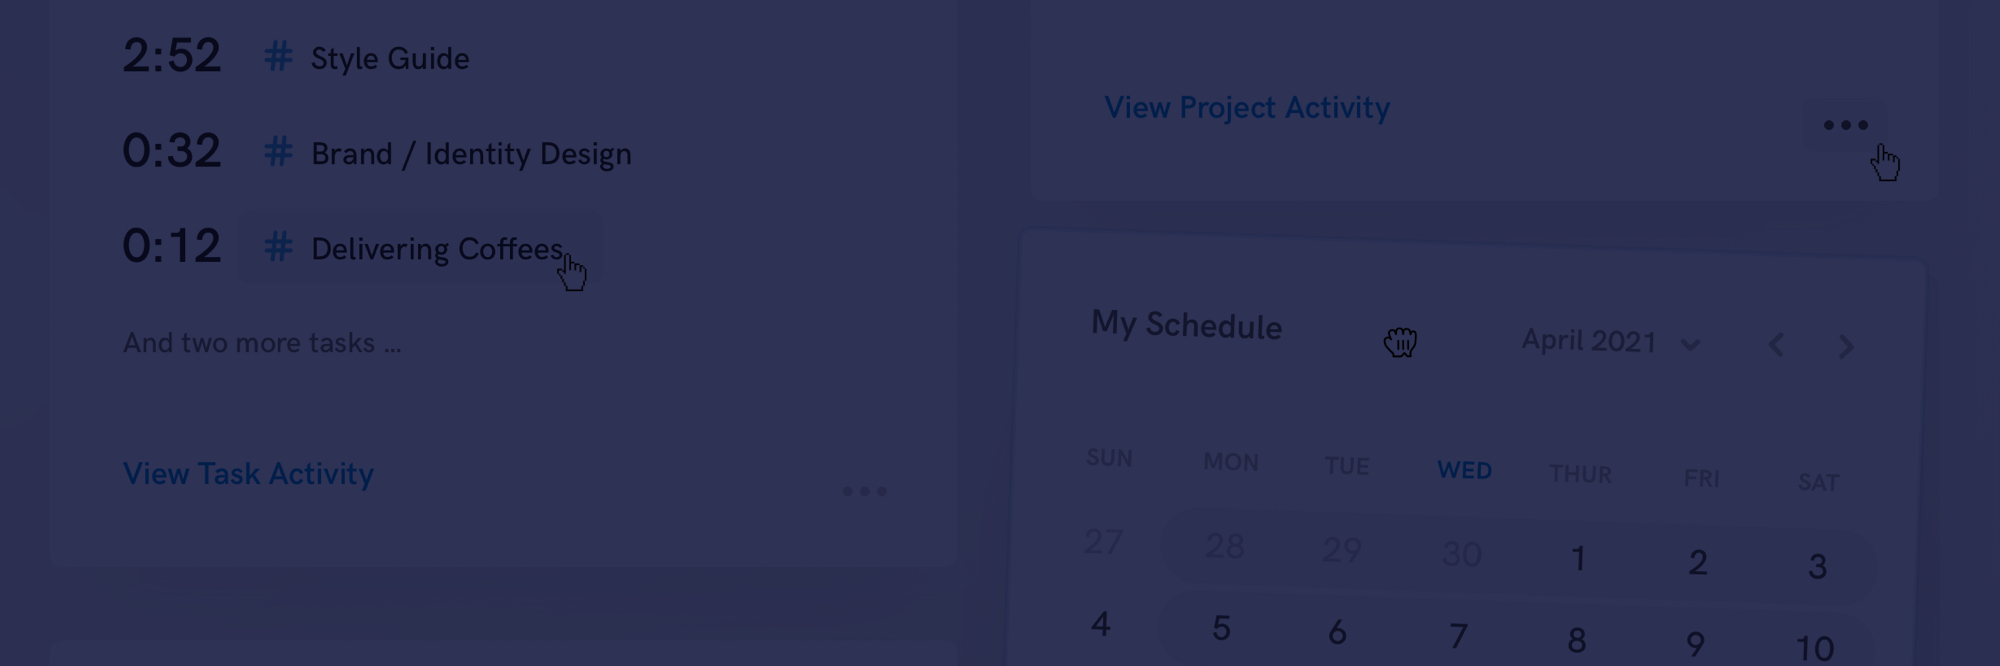 2:52 # Style Guide
0:32 # Brand / Identity Design
0:12 # Delivering Coffees
And two more tasks ...
View Task Activity
View Project Activity
My Schedule
April 2021
SUN MON TUE WED THUR FRI SAT
27 28 29 30 1 2 3
4 5 6 7 8 9 10